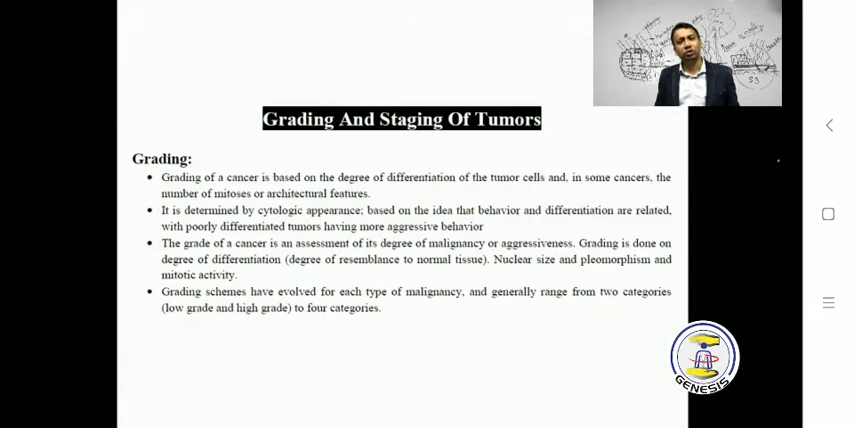 Grading And Staging Of Tumors
Grading:
• Grading of a cancer is based on the degree of differentiation of the tumor cells and, in some cancers, the
number of mitoses or architectural features.
• It is determined by cytologic appearance; based on the idea that behavior and differentiation are related,
with poorly differentiated tumors having more aggressive behavior
• The grade of a cancer is an assessment of its degree of malignancy or aggressiveness. Grading is done on
degree of differentiation (degree of resemblance to normal tissue). Nuclear size and pleomorphism and
mitotic activity.
• Grading schemes have evolved for each type of malignancy, and generally range from two categories
(low grade and high grade) to four categories.
GENESIS